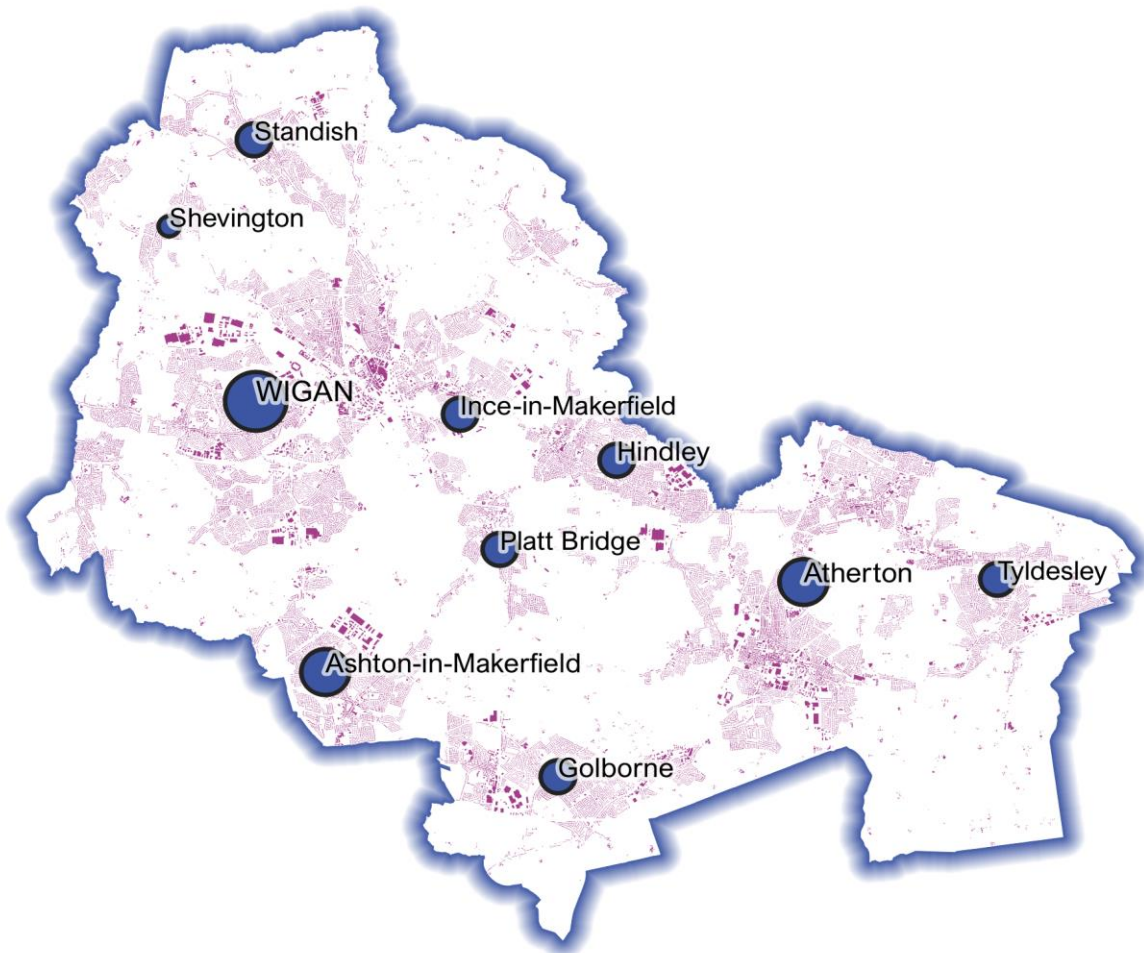 Standish
Shevington
WIGAN
Ince-in-Makerfield
Hindley
Platt Bridge
Atherton
Tyldesley
Ashton-in-Makerfield
Golborne